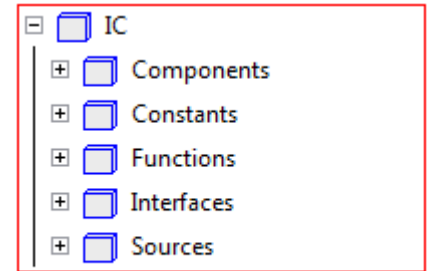 IC
Components
Constants
Functions
Interfaces
Sources